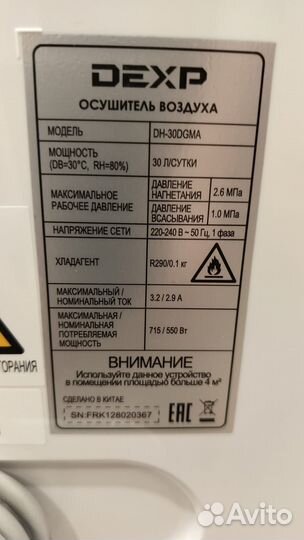 DEXP
ОСУШИТЕЛЬ ВОЗДУХА
МОДЕЛЬ DH-30DGMA
МОЩНОСТЬ
(DB=30°C, RH=80%) 30 Л/СУТКИ
МАКСИМАЛЬНОЕ
РАБОЧЕЕ ДАВЛЕНИЕ
ДАВЛЕНИЕ
НАГНЕТАНИЯ 2.6 МПа
ДАВЛЕНИЕ
ВСАСЫВАНИЯ 1.0 МПа
НАПРЯЖЕНИЕ СЕТИ 220-240 В ~ 50 Гц, 1 фаза
ХЛАДАГЕНТ R290/0.1 кг
МАКСИМАЛЬНЫЙ /
НОМИНАЛЬНЫЙ ТОК 3.2 / 2.9 А
МАКСИМАЛЬНАЯ /
НОМИНАЛЬНАЯ
ПОТРЕБЛЯЕМАЯ
МОЩНОСТЬ 715 / 550 Вт
ВНИМАНИЕ
Используйте данное устройство
в помещении площадью больше 4 м²
СДЕЛАНО В КИТАЕ
SN:FRK128020367
EAC
ОРАНИЯ
Avito